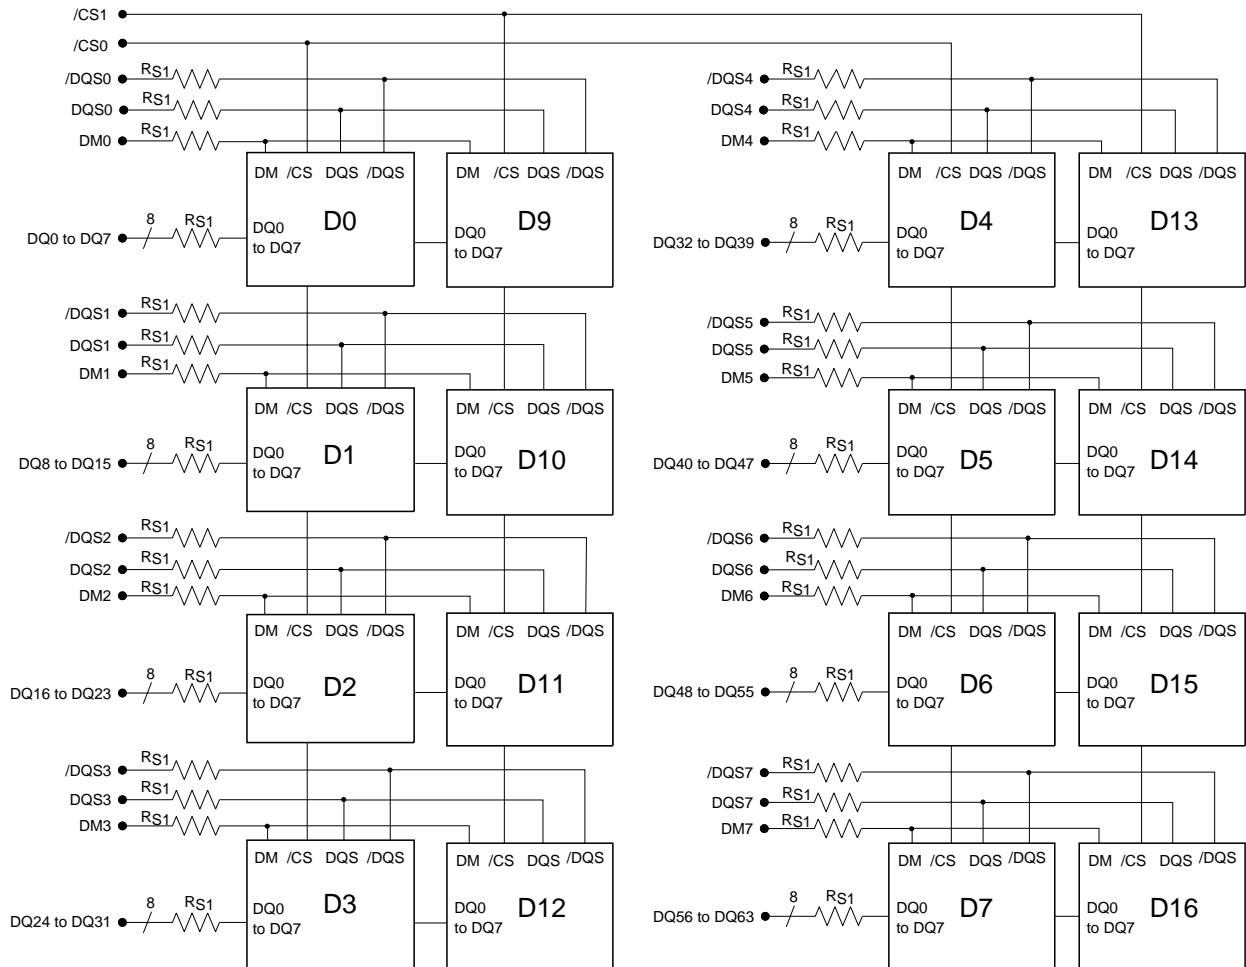 /CS1
/CS0
/DQS0 RS1
DQS0 RS1
DM0 RS1
DM /CS DQS /DQS
D0
DQ0 to DQ7 8 RS1
DQ0
to DQ7
DM /CS DQS /DQS
D9
DQ0
to DQ7
/DQS4 RS1
DQS4 RS1
DM4 RS1
DM /CS DQS /DQS
D4
DQ32 to DQ39 8 RS1
DQ0
to DQ7
DM /CS DQS /DQS
D13
DQ0
to DQ7
/DQS1 RS1
DQS1 RS1
DM1 RS1
DM /CS DQS /DQS
D1
DQ8 to DQ15 8 RS1
DQ0
to DQ7
DM /CS DQS /DQS
D10
DQ0
to DQ7
/DQS5 RS1
DQS5 RS1
DM5 RS1
DM /CS DQS /DQS
D5
DQ40 to DQ47 8 RS1
DQ0
to DQ7
DM /CS DQS /DQS
D14
DQ0
to DQ7
/DQS2 RS1
DQS2 RS1
DM2 RS1
DM /CS DQS /DQS
D2
DQ16 to DQ23 8 RS1
DQ0
to DQ7
DM /CS DQS /DQS
D11
DQ0
to DQ7
/DQS6 RS1
DQS6 RS1
DM6 RS1
DM /CS DQS /DQS
D6
DQ48 to DQ55 8 RS1
DQ0
to DQ7
DM /CS DQS /DQS
D15
DQ0
to DQ7
/DQS3 RS1
DQS3 RS1
DM3 RS1
DM /CS DQS /DQS
D3
DQ24 to DQ31 8 RS1
DQ0
to DQ7
DM /CS DQS /DQS
D12
DQ0
to DQ7
/DQS7 RS1
DQS7 RS1
DM7 RS1
DM /CS DQS /DQS
D7
DQ56 to DQ63 8 RS1
DQ0
to DQ7
DM /CS DQS /DQS
D16
DQ0
to DQ7